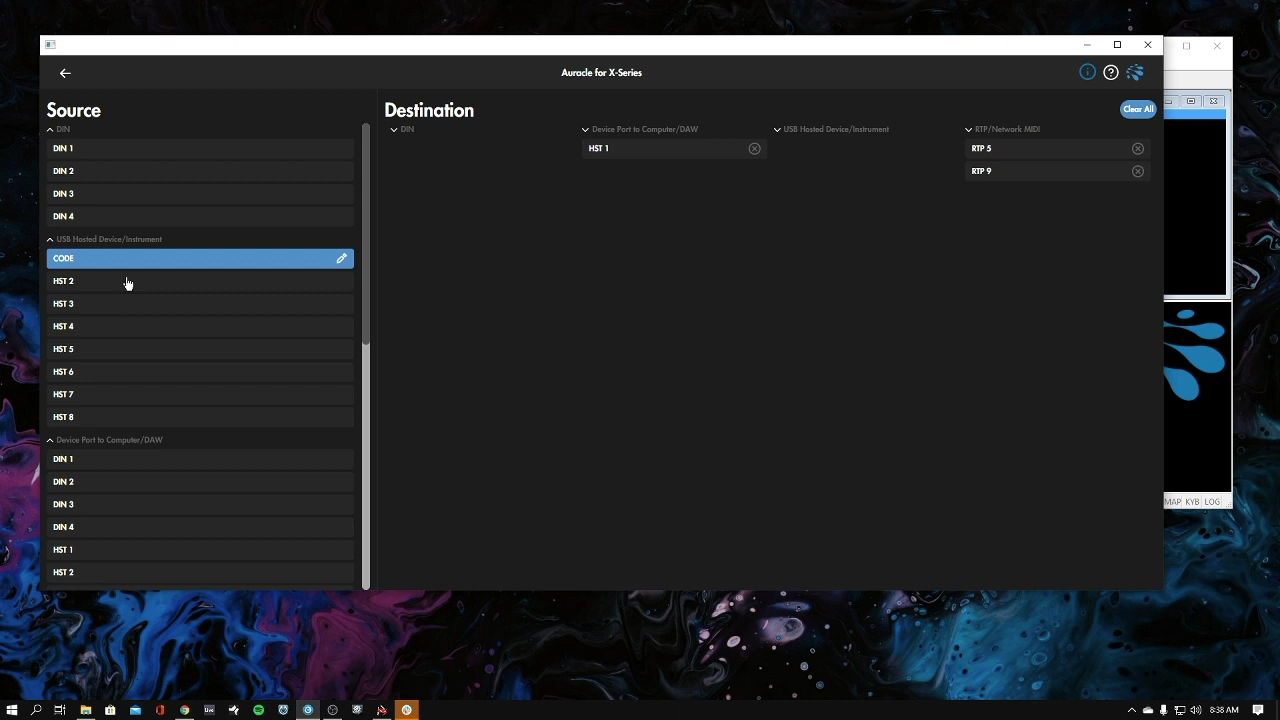 Auracle for X-Series
Source
DIN
DIN 1
DIN 2
DIN 3
DIN 4
USB Hosted Device/Instrument
CODE
HST 2
HST 3
HST 4
HST 5
HST 6
HST 7
HST 8
Device Port to Computer/DAW
DIN 1
DIN 2
DIN 3
DIN 4
HST 1
HST 2
Destination
Clear All
DIN
Device Port to Computer/DAW
HST 1
USB Hosted Device/Instrument
RTP/Network MIDI
RTP 5
RTP 9
MAP KYB LOG
8:38 AM